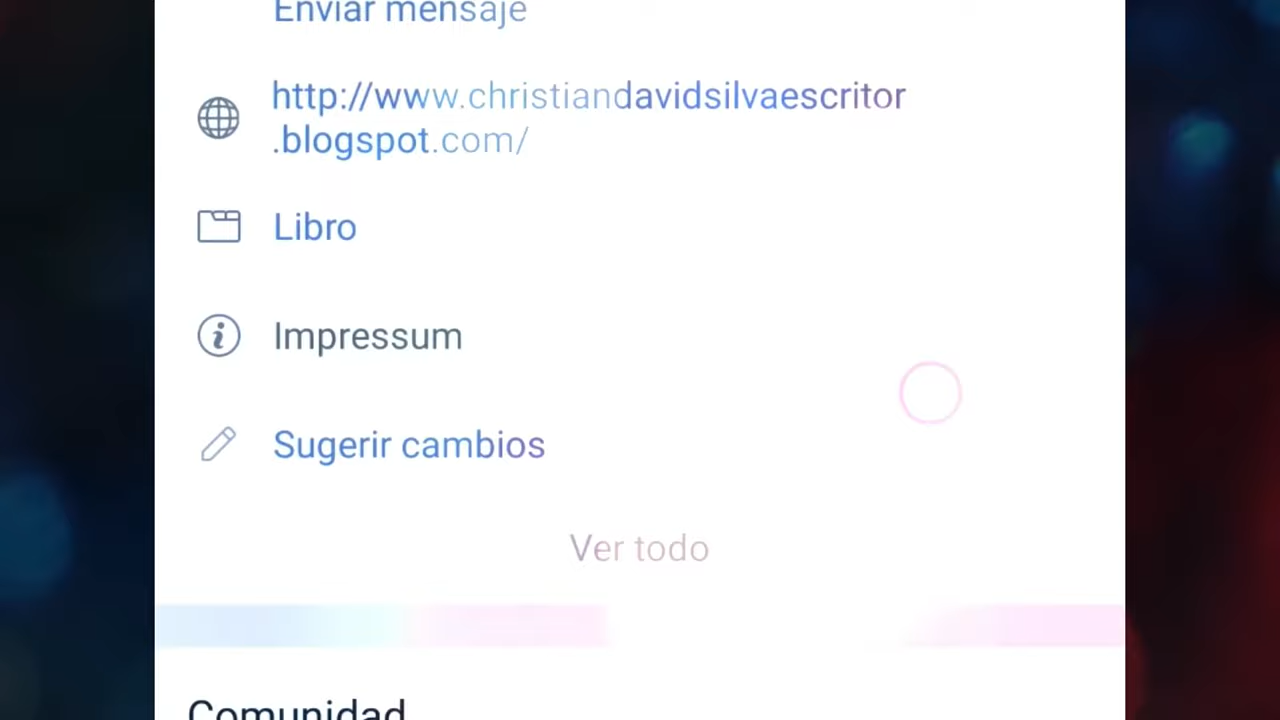 Enviar mensaje
http://www.christiandavidsilvaescritor
.blogspot.com/
Libro
Impressum
Sugerir cambios
Ver todo
Comunidad